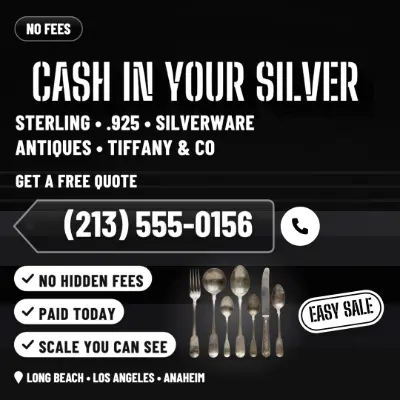 NO FEES
CASH IN YOUR SILVER
STERLING • .925 • SILVERWARE
ANTIQUES • TIFFANY & CO
GET A FREE QUOTE
(213) 555-0156
NO HIDDEN FEES
PAID TODAY
SCALE YOU CAN SEE
EASY SALE
LONG BEACH • LOS ANGELES • ANAHEIM